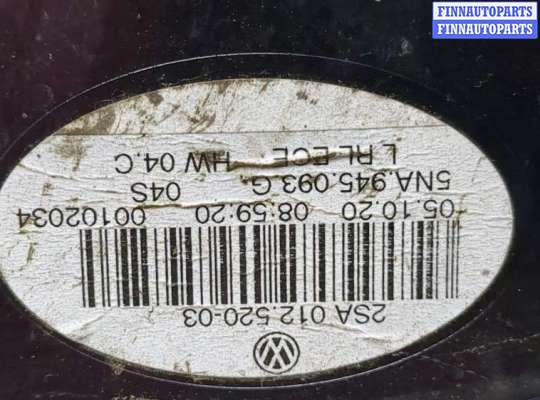 FINNAUTOPARTS
FINNAUTOPARTS
2SA 012 520-03
05.10.20 08:59:20 00102034
5NA.945.093.G. 04S
L RL ECE HW 04.C